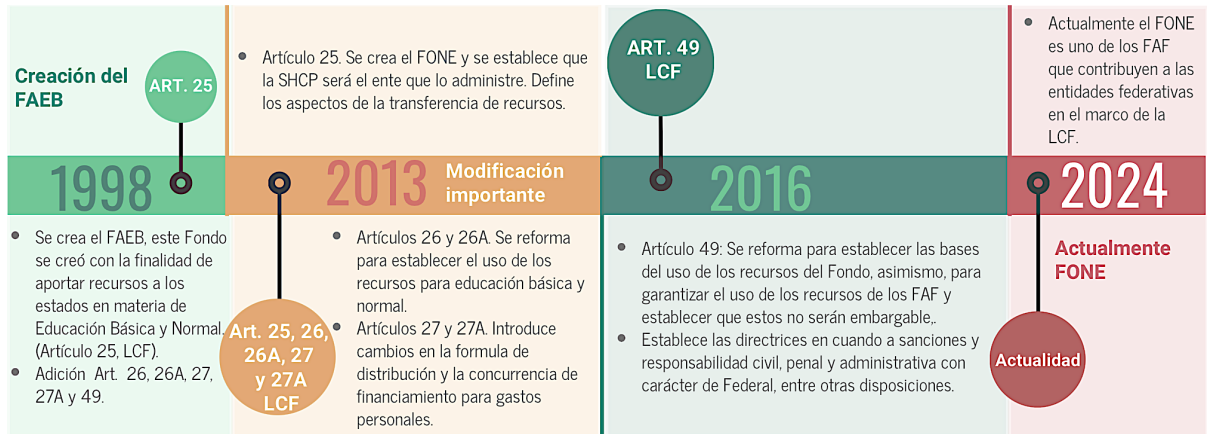 Creación del
FAEB
ART. 25
1998
• Se crea el FAEB, este Fondo
se creó con la finalidad de
aportar recursos a los
estados en materia de
Educación Básica y Normal.
(Artículo 25, LCF).
• Adición Art. 26, 26A, 27,
27A y 49.
• Artículo 25. Se crea el FONE y se establece que
la SHCP será el ente que lo administre. Define
los aspectos de la transferencia de recursos.
2013
Modificación
importante
Art. 25, 26,
26A, 27
y 27A
LCF
• Artículos 26 y 26A. Se reforma
para establecer el uso de los
recursos para educación básica y
normal.
• Artículos 27 y 27A. Introduce
cambios en la formula de
distribución y la concurrencia de
financiamiento para gastos
personales.
ART. 49
LCF
2016
• Artículo 49: Se reforma para establecer las bases
del uso de los recursos del Fondo, asimismo, para
garantizar el uso de los recursos de los FAF y
establecer que estos no serán embargable,.
• Establece las directrices en cuando a sanciones y
responsabilidad civil, penal y administrativa con
carácter de Federal, entre otras disposiciones.
• Actualmente el FONE
es uno de los FAF
que contribuyen a las
entidades federativas
en el marco de la
LCF.
2024
Actualmente
FONE
Actualidad